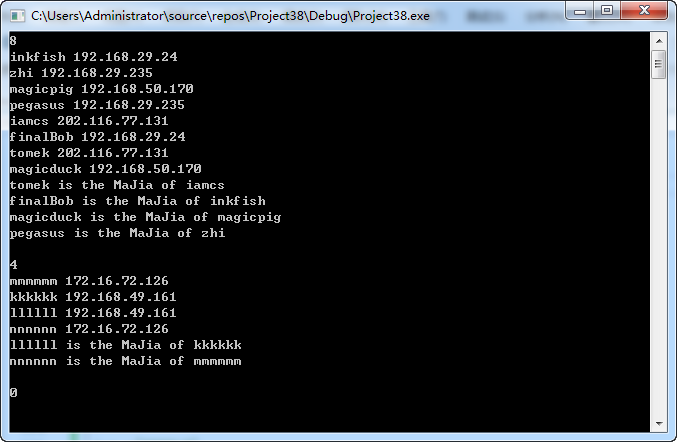 C:\Users\Administrator\source\repos\Project38\Debug\Project38.exe
8
inkfish 192.168.29.24
zhi 192.168.29.235
magicpig 192.168.50.170
pegasus 192.168.29.235
iamcs 202.116.77.131
finalBob 192.168.29.24
tomek 202.116.77.131
magicduck 192.168.50.170
tomek is the MaJia of iamcs
finalBob is the MaJia of inkfish
magicduck is the MaJia of magicpig
pegasus is the MaJia of zhi
4
mmmmmm 172.16.72.126
kkkkkk 192.168.49.161
llllll 192.168.49.161
nnnnnn 172.16.72.126
llllll is the MaJia of kkkkkk
nnnnnn is the MaJia of mmmmmm
0